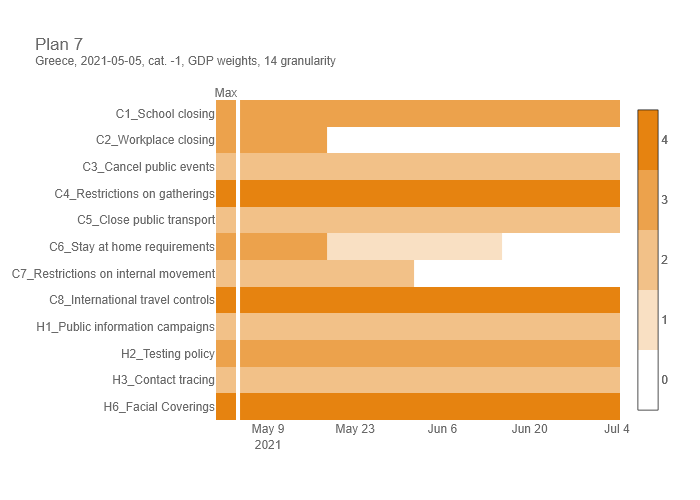 Plan 7
Greece, 2021-05-05, cat. -1, GDP weights, 14 granularity
Max
C1_School closing
C2_Workplace closing
C3_Cancel public events
C4_Restrictions on gatherings
C5_Close public transport
C6_Stay at home requirements
C7_Restrictions on internal movement
C8_International travel controls
H1_Public information campaigns
H2_Testing policy
H3_Contact tracing
H6_Facial Coverings
May 9 May 23 Jun 6 Jun 20 Jul 4
2021
4
3
2
1
0